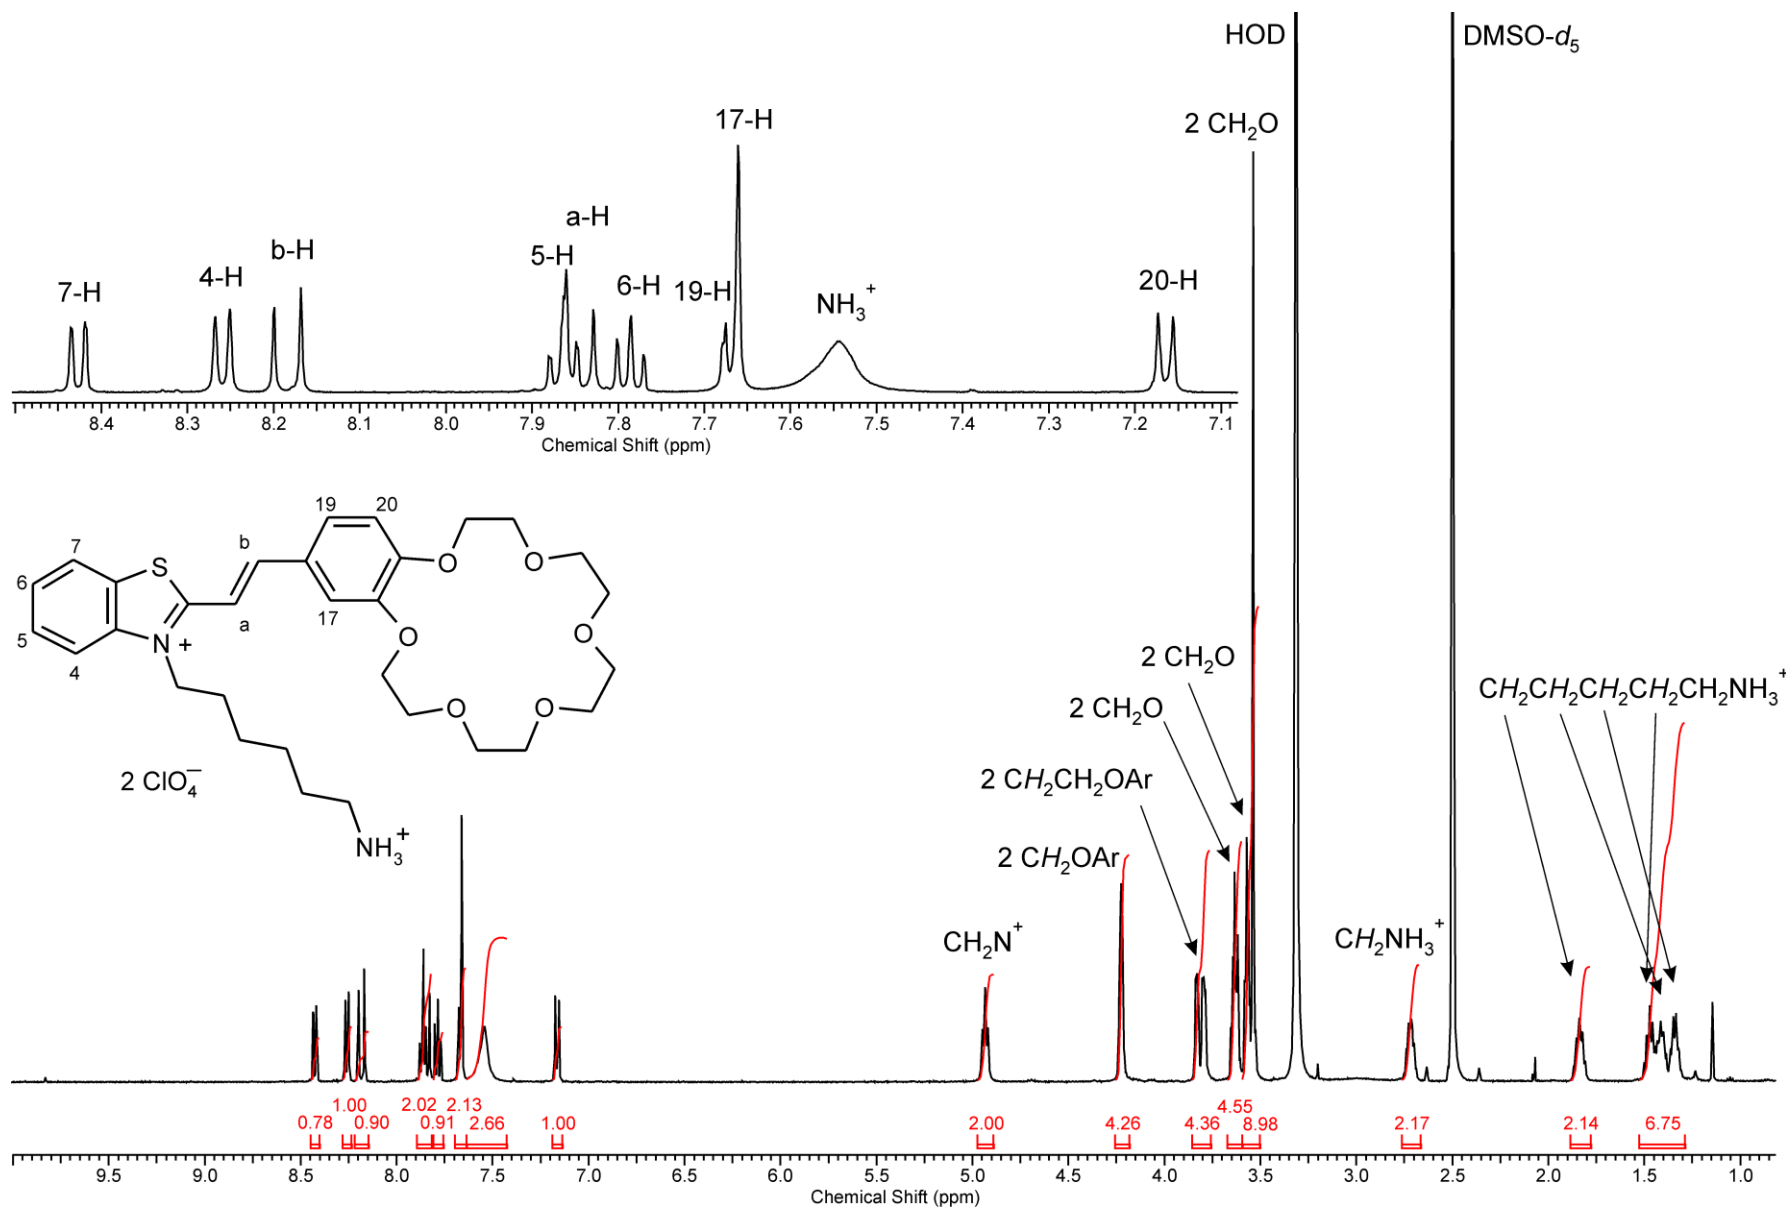 HOD
DMSO-d5
2 CH2O
17-H
a-H
b-H
5-H
4-H
7-H
6-H
19-H
NH3+
20-H
8.4 8.3 8.2 8.1 8.0 7.9 7.8 7.7 7.6 7.5 7.4 7.3 7.2 7.1
Chemical Shift (ppm)
19 20
b
7
S
O
O
6
17
O
5
a
N +
O
4
O
O
2 ClO4−
NH3+
2 CH2O
2 CH2O
2 CH2CH2OAr
2 CH2OAr
CH2N+
CH2NH3+
CH2CH2CH2CH2CH2NH3+
1.00 2.02 2.13 4.55
0.78 0.90 0.91 2.66 1.00 2.00 4.26 4.36 8.98 2.17 2.14 6.75
9.5 9.0 8.5 8.0 7.5 7.0 6.5 6.0 5.5 5.0 4.5 4.0 3.5 3.0 2.5 2.0 1.5 1.0
Chemical Shift (ppm)